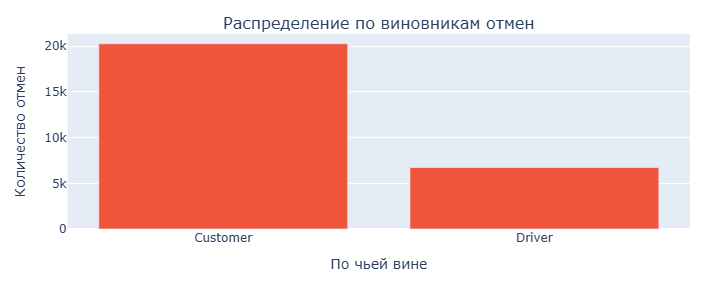 Распределение по виновникам отмен
Количество отмен
20k
15k
10k
5k
0
Customer
Driver
По чьей вине